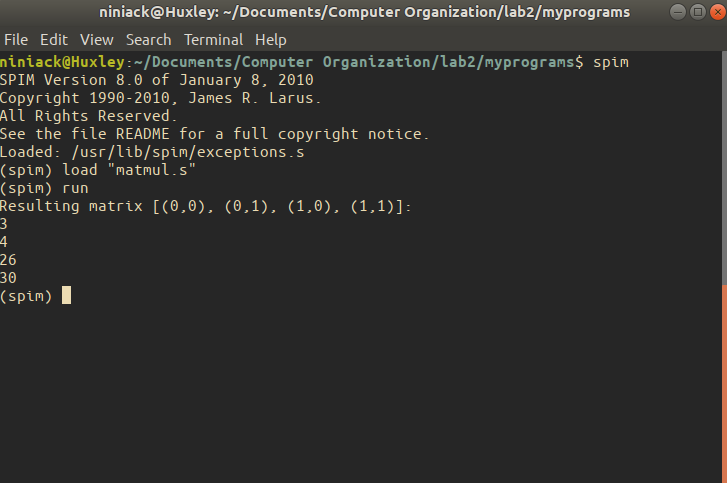 niniack@Huxley: ~/Documents/Computer Organization/lab2/myprograms
File Edit View Search Terminal Help
niniack@Huxley:~/Documents/Computer Organization/lab2/myprograms$ spim
SPIM Version 8.0 of January 8, 2010
Copyright 1990-2010, James R. Larus.
All Rights Reserved.
See the file README for a full copyright notice.
Loaded: /usr/lib/spim/exceptions.s
(spim) load "matmul.s"
(spim) run
Resulting matrix [(0,0), (0,1), (1,0), (1,1)]:
3
4
26
30
(spim)